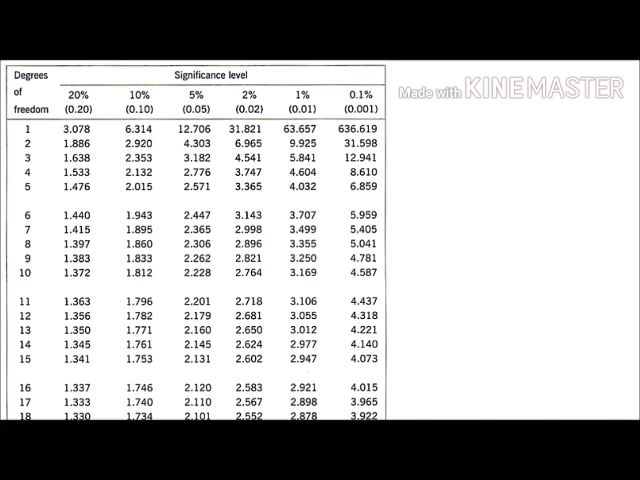 Degrees of freedom Significance level
20% 10% 5% 2% 1% 0.1%
(0.20) (0.10) (0.05) (0.02) (0.01) (0.001)
1 3.078 6.314 12.706 31.821 63.657 636.619
2 1.886 2.920 4.303 6.965 9.925 31.598
3 1.638 2.353 3.182 4.541 5.841 12.941
4 1.533 2.132 2.776 3.747 4.604 8.610
5 1.476 2.015 2.571 3.365 4.032 6.859
6 1.440 1.943 2.447 3.143 3.707 5.959
7 1.415 1.895 2.365 2.998 3.499 5.405
8 1.397 1.860 2.306 2.896 3.355 5.041
9 1.383 1.833 2.262 2.821 3.250 4.781
10 1.372 1.812 2.228 2.764 3.169 4.587
11 1.363 1.796 2.201 2.718 3.106 4.437
12 1.356 1.782 2.179 2.681 3.055 4.318
13 1.350 1.771 2.160 2.650 3.012 4.221
14 1.345 1.761 2.145 2.624 2.977 4.140
15 1.341 1.753 2.131 2.602 2.947 4.073
16 1.337 1.746 2.120 2.583 2.921 4.015
17 1.333 1.740 2.110 2.567 2.898 3.965
18 1.330 1.734 2.101 2.552 2.878 3.922
Made with KINEMASTER